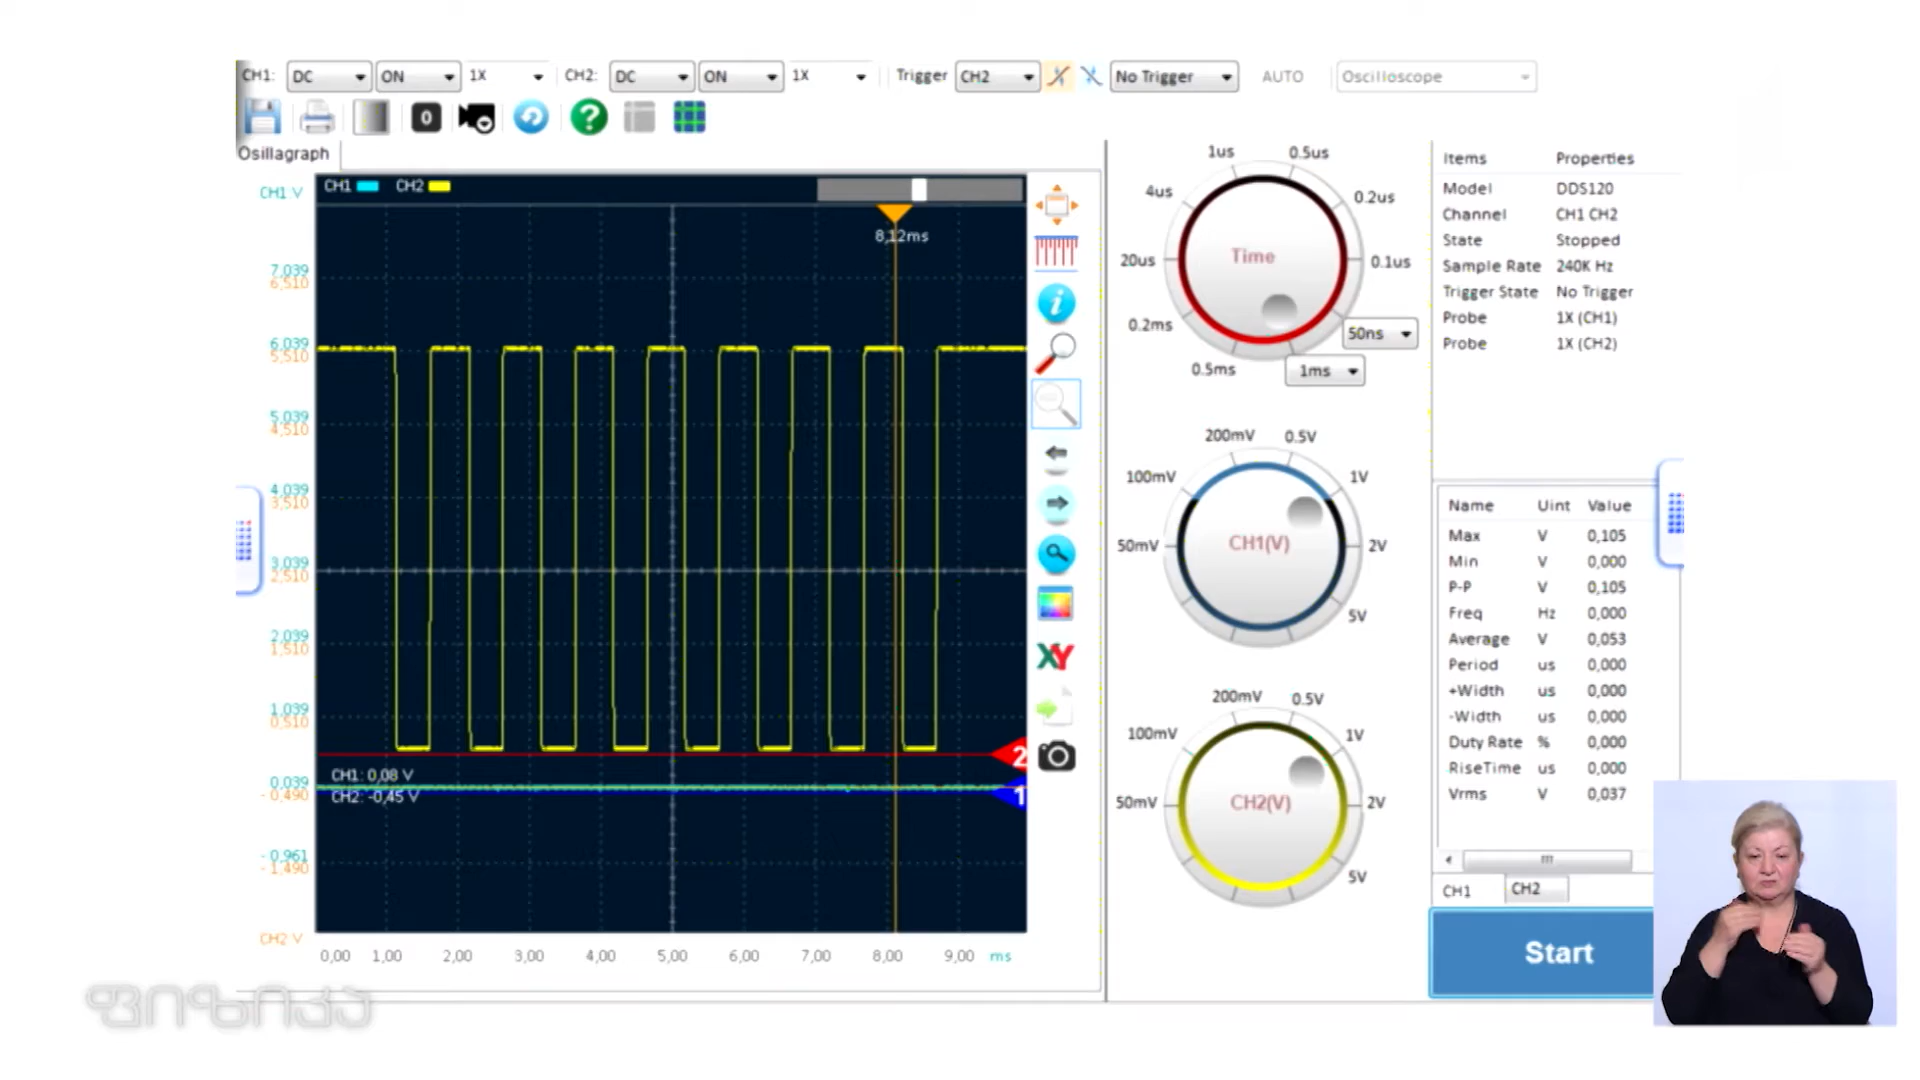 CH1: DC ON 1X CH2: DC ON 1X Trigger CH2 No Trigger AUTO Oscilloscope
0
Osillagraph
CH1 V CH1 CH2
8,12ms
7,039
6,510
6,039
5,510
5,039
4,510
4,039
3,510
3,039
2,510
2,039
1,510
1,039
0,510
0,039
- 0,490
- 0,961
- 1,490
CH2 V
CH1: 0,08 V
CH2: -0,45 V
2
1
0,00 1,00 2,00 3,00 4,00 5,00 6,00 7,00 8,00 9,00 ms
XY
1us 0.5us
4us 0.2us
20us Time 0.1us
0.2ms 50ns
0.5ms 1ms
200mV 0.5V
100mV 1V
50mV CH1(V) 2V
5V
200mV 0.5V
100mV 1V
50mV CH2(V) 2V
5V
Items Properties
Model DDS120
Channel CH1 CH2
State Stopped
Sample Rate 240K Hz
Trigger State No Trigger
Probe 1X (CH1)
Probe 1X (CH2)
Name Uint Value
Max V 0,105
Min V 0,000
P-P V 0,105
Freq Hz 0,000
Average V 0,053
Period us 0,000
+Width us 0,000
-Width us 0,000
Duty Rate % 0,000
RiseTime us 0,000
Vrms V 0,037
CH1 CH2
Start
ფიზიკა